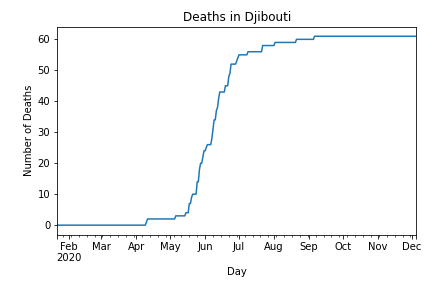 Deaths in Djibouti
Number of Deaths
60
50
40
30
20
10
0
Feb Mar Apr May Jun Jul Aug Sep Oct Nov Dec
2020
Day